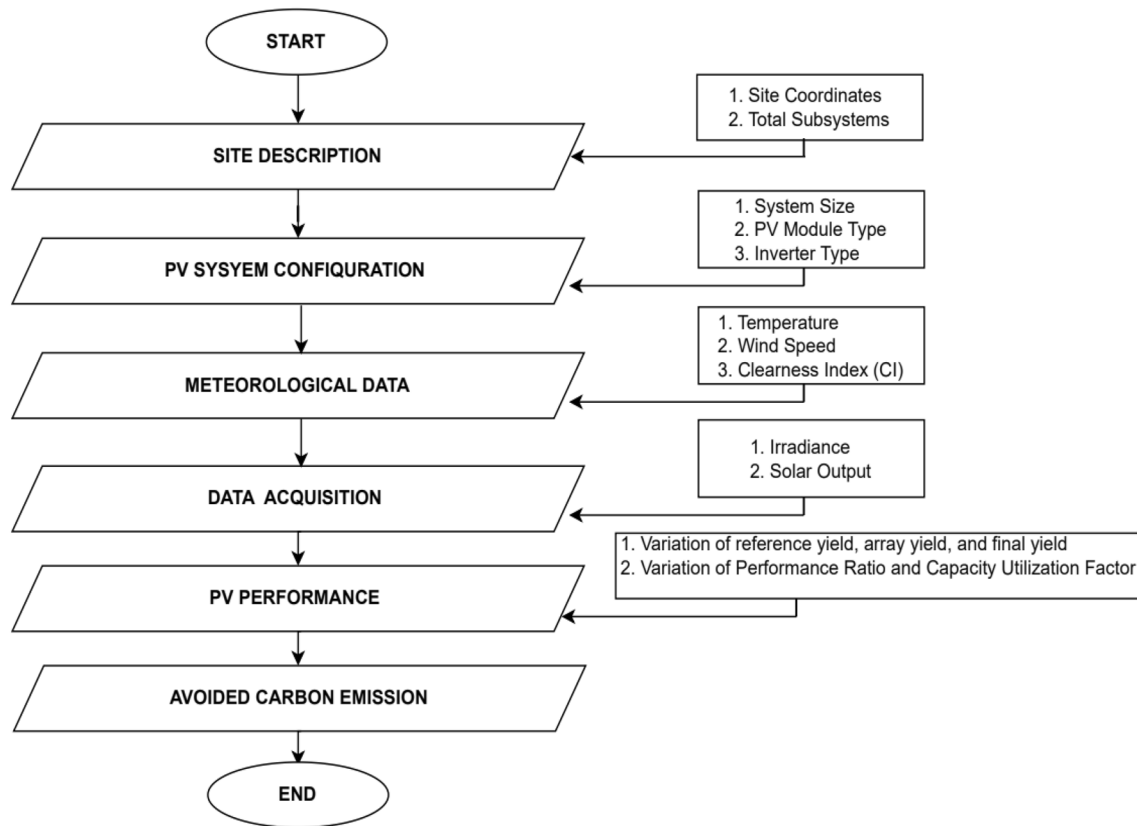 START
1. Site Coordinates
2. Total Subsystems
SITE DESCRIPTION
1. System Size
2. PV Module Type
3. Inverter Type
PV SYSYEM CONFIQURATION
1. Temperature
2. Wind Speed
3. Clearness Index (CI)
METEOROLOGICAL DATA
1. Irradiance
2. Solar Output
DATA ACQUISITION
1. Variation of reference yield, array yield, and final yield
2. Variation of Performance Ratio and Capacity Utilization Factor
PV PERFORMANCE
AVOIDED CARBON EMISSION
END